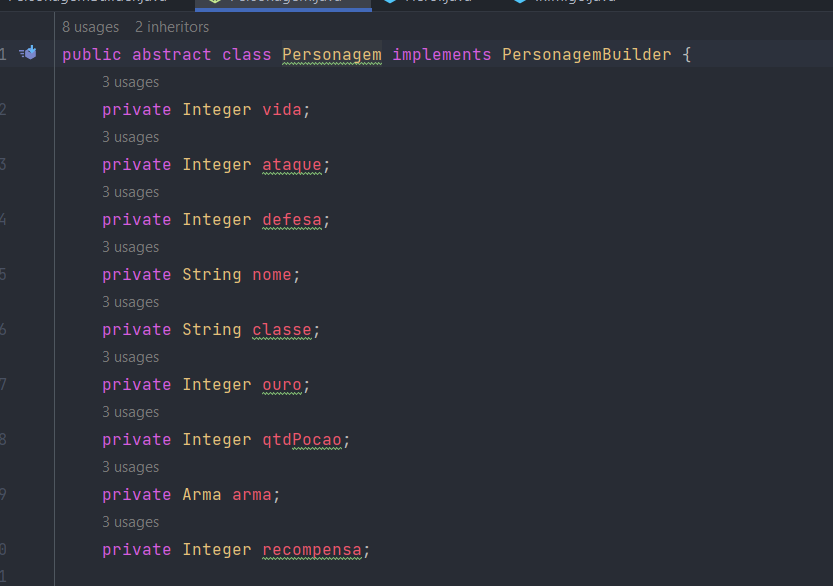 8 usages 2 inheritors
1 public abstract class Personagem implements PersonagemBuilder {
3 usages
2 private Integer vida;
3 usages
3 private Integer ataque;
3 usages
4 private Integer defesa;
3 usages
5 private String nome;
3 usages
6 private String classe;
3 usages
7 private Integer ouro;
3 usages
8 private Integer qtdPocao;
3 usages
9 private Arma arma;
3 usages
0 private Integer recompensa;
1